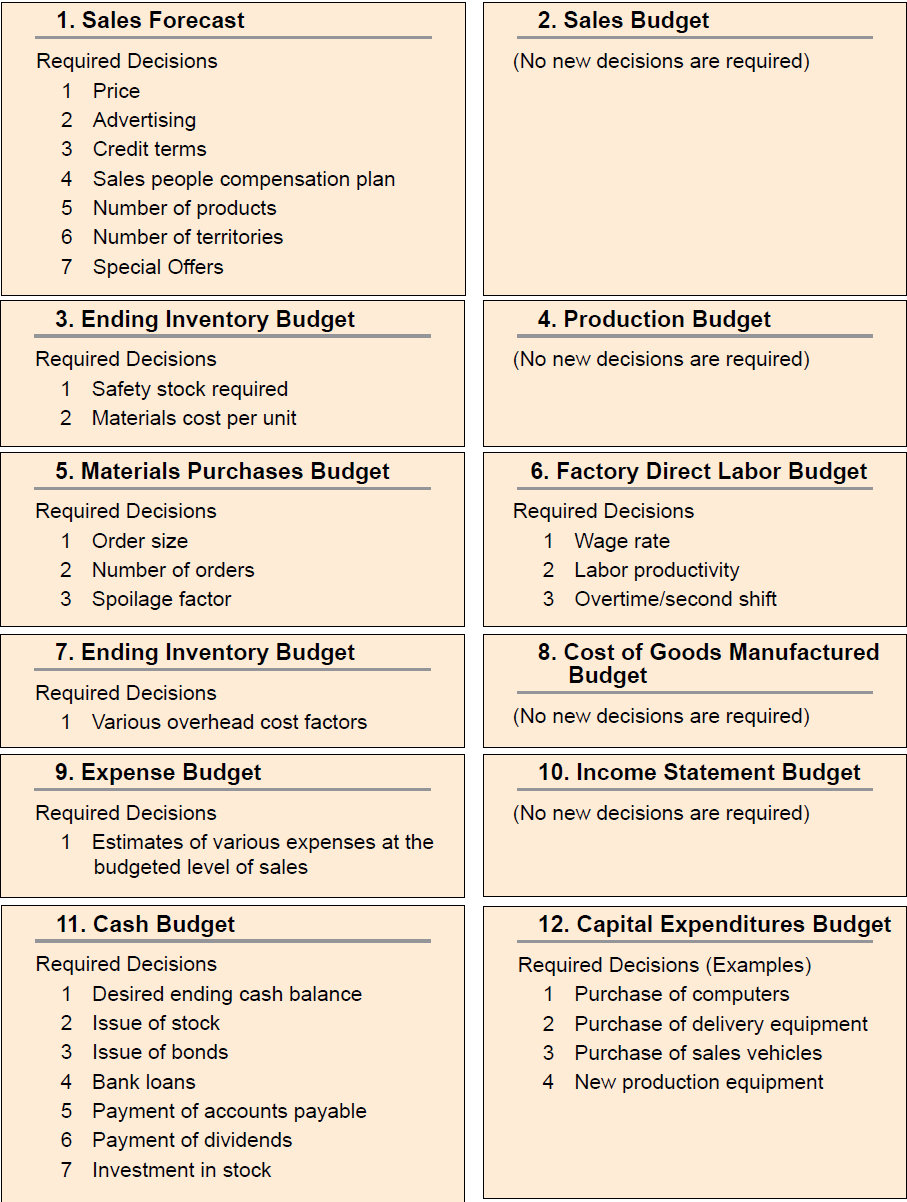 1. Sales Forecast
Required Decisions
1 Price
2 Advertising
3 Credit terms
4 Sales people compensation plan
5 Number of products
6 Number of territories
7 Special Offers
2. Sales Budget
(No new decisions are required)
3. Ending Inventory Budget
Required Decisions
1 Safety stock required
2 Materials cost per unit
4. Production Budget
(No new decisions are required)
5. Materials Purchases Budget
Required Decisions
1 Order size
2 Number of orders
3 Spoilage factor
6. Factory Direct Labor Budget
Required Decisions
1 Wage rate
2 Labor productivity
3 Overtime/second shift
7. Ending Inventory Budget
Required Decisions
1 Various overhead cost factors
8. Cost of Goods Manufactured
Budget
(No new decisions are required)
9. Expense Budget
Required Decisions
1 Estimates of various expenses at the
budgeted level of sales
10. Income Statement Budget
(No new decisions are required)
11. Cash Budget
Required Decisions
1 Desired ending cash balance
2 Issue of stock
3 Issue of bonds
4 Bank loans
5 Payment of accounts payable
6 Payment of dividends
7 Investment in stock
12. Capital Expenditures Budget
Required Decisions (Examples)
1 Purchase of computers
2 Purchase of delivery equipment
3 Purchase of sales vehicles
4 New production equipment